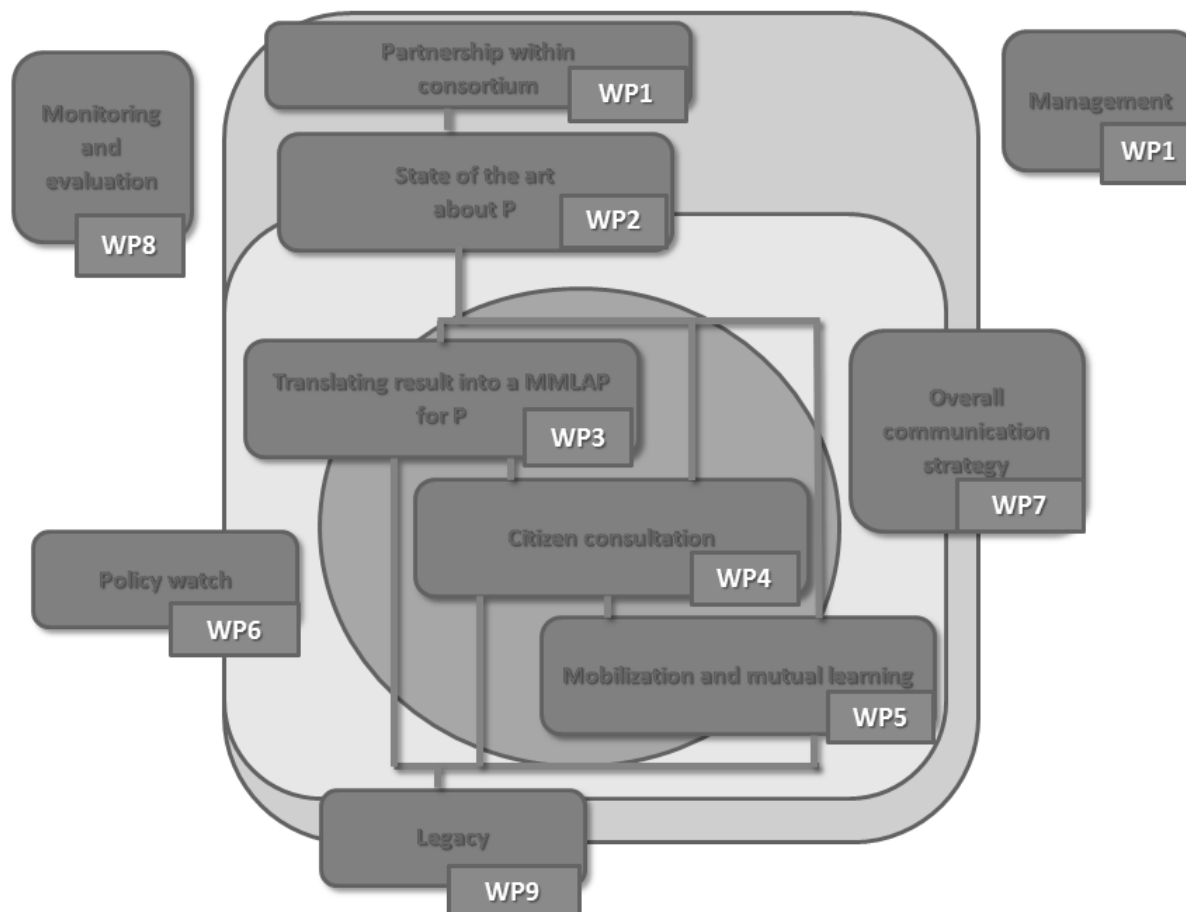 Partnership within
consortium
WP1
Monitoring
and
evaluation
WP8
Management
WP1
State of the art
about P
WP2
Translating result into a MMLAP
for P
WP3
Overall
communication
strategy
WP7
Citizen consultation
WP4
Policy watch
WP6
Mobilization and mutual learning
WP5
Legacy
WP9